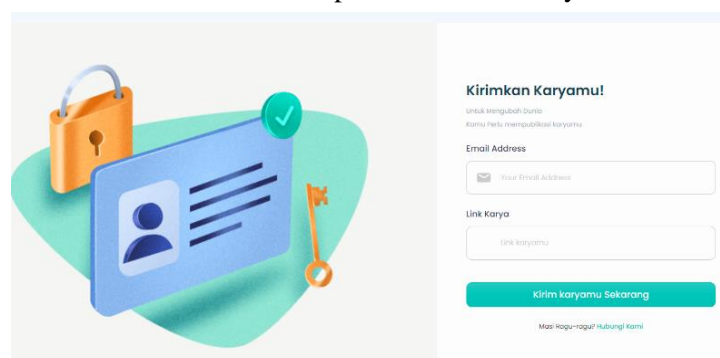 Kirimkan Karyamu!
Untuk Mengubah Dunia
Kamu Perlu mempublikasi karyamu
Email Address
Your Email Address
Link Karya
Link karyamu
Kirim karyamu Sekarang
Masi Ragu-ragu? Hubungi Kami